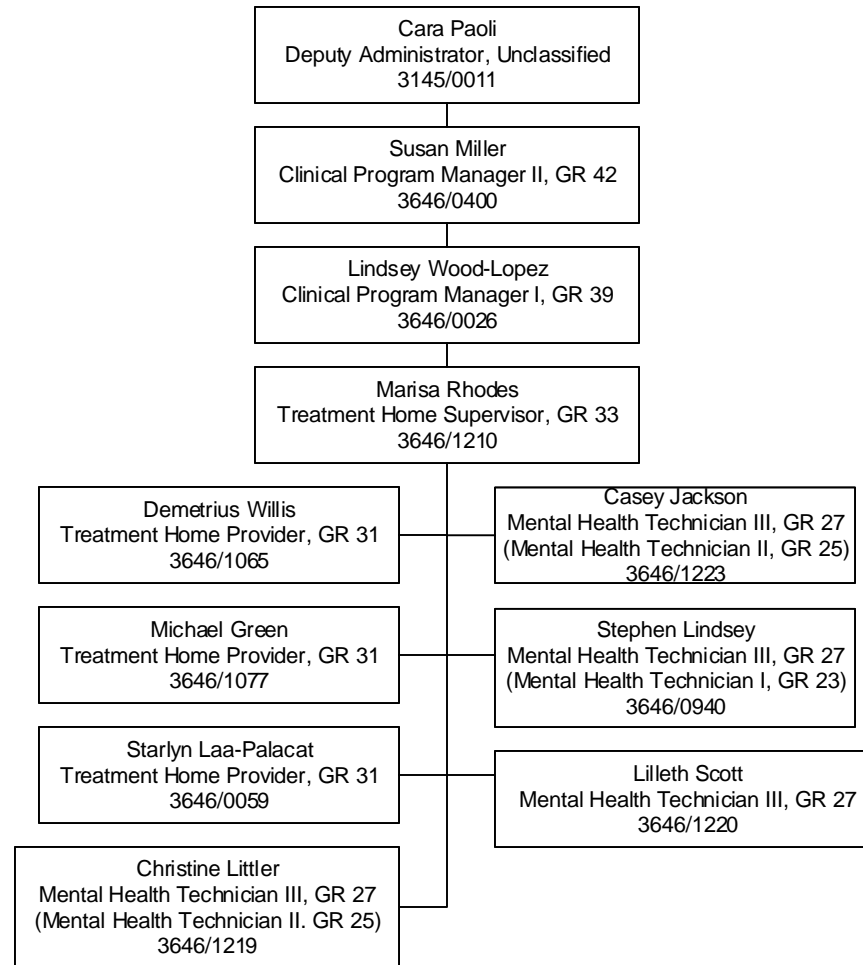 Cara Paoli
Deputy Administrator, Unclassified
3145/0011
Susan Miller
Clinical Program Manager II, GR 42
3646/0400
Lindsey Wood-Lopez
Clinical Program Manager I, GR 39
3646/0026
Marisa Rhodes
Treatment Home Supervisor, GR 33
3646/1210
Demetrius Willis
Treatment Home Provider, GR 31
3646/1065
Casey Jackson
Mental Health Technician III, GR 27
(Mental Health Technician II, GR 25)
3646/1223
Michael Green
Treatment Home Provider, GR 31
3646/1077
Stephen Lindsey
Mental Health Technician III, GR 27
(Mental Health Technician I, GR 23)
3646/0940
Starlyn Laa-Palacat
Treatment Home Provider, GR 31
3646/0059
Lilleth Scott
Mental Health Technician III, GR 27
3646/1220
Christine Littler
Mental Health Technician III, GR 27
(Mental Health Technician II. GR 25)
3646/1219